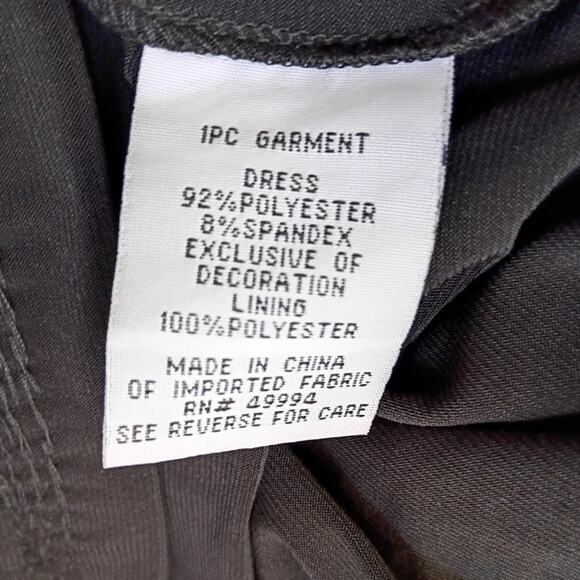 1PC GARMENT
DRESS
92%POLYESTER
8%SPANDEX
EXCLUSIVE OF
DECORATION
LINING
100%POLYESTER
MADE IN CHINA
OF IMPORTED FABRIC
RN# 49994
SEE REVERSE FOR CARE